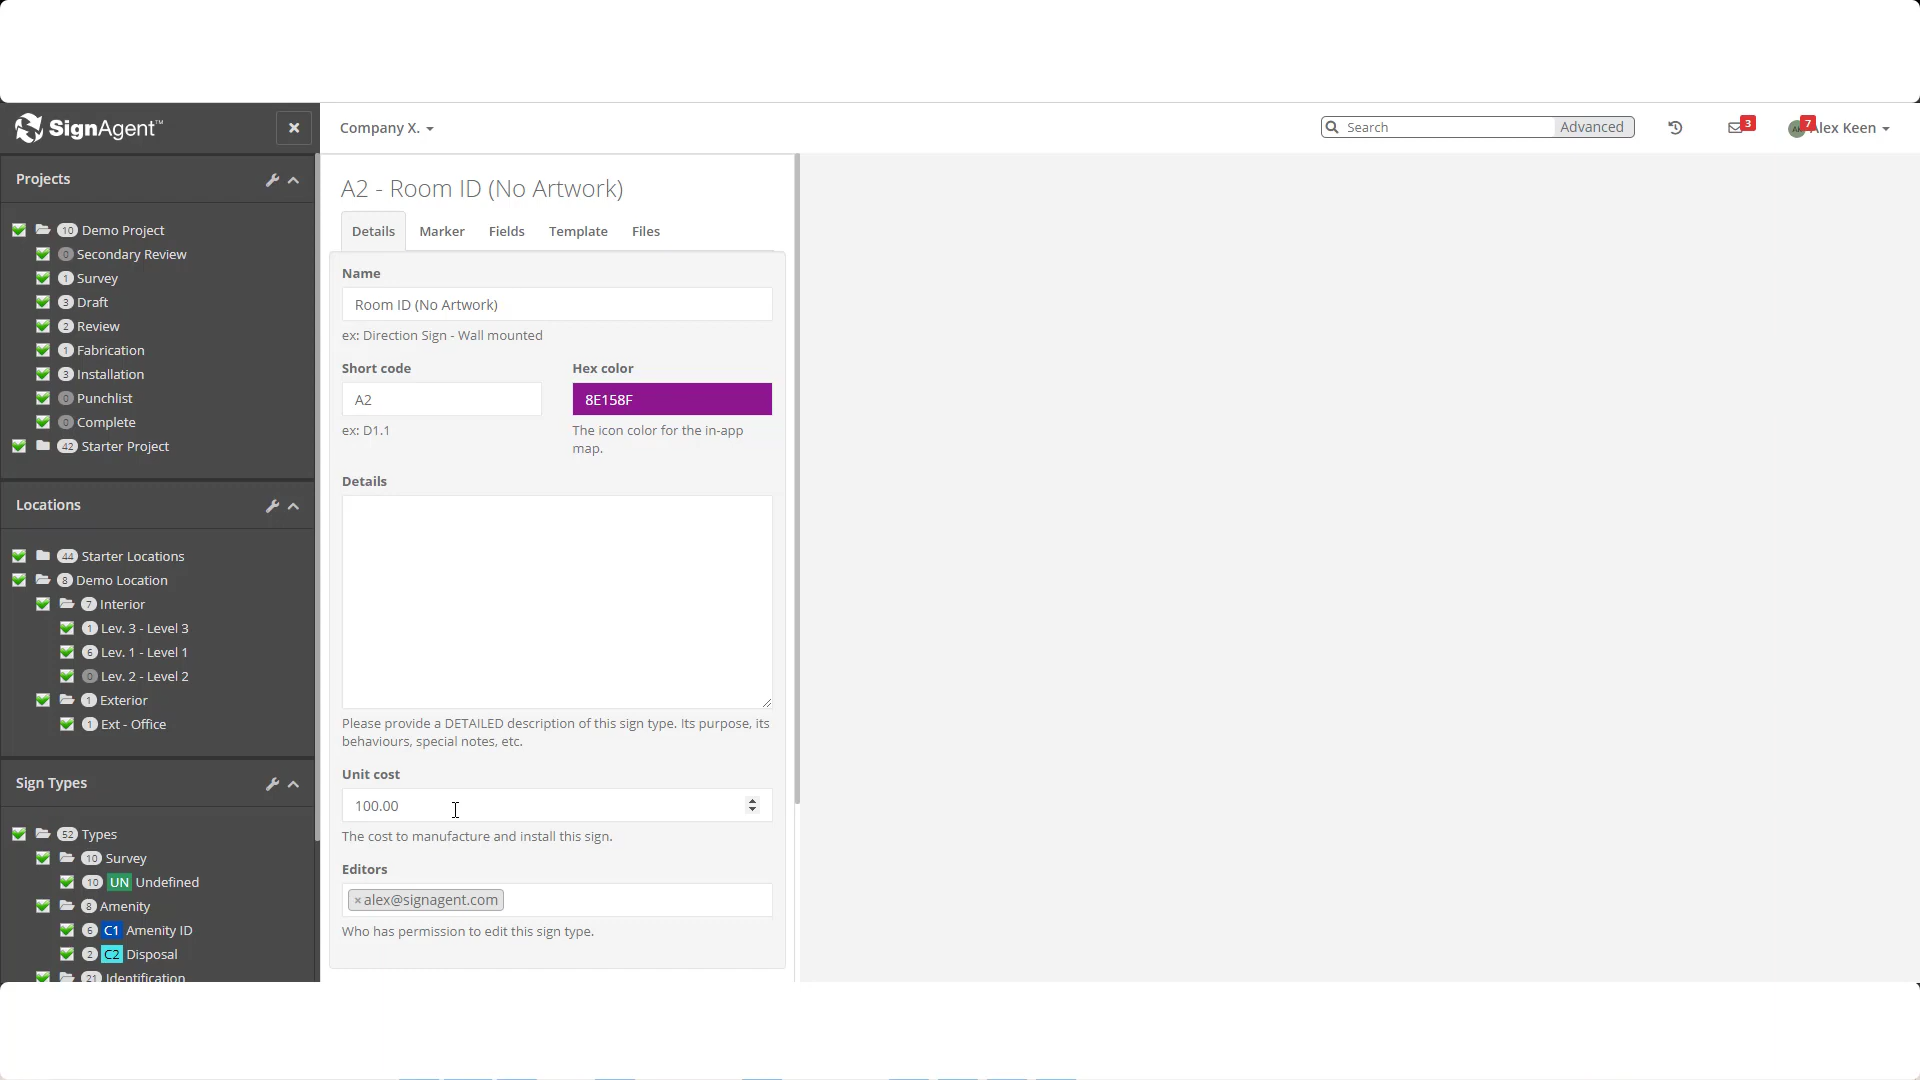 SignAgent™
×
Company X.
Search
Advanced
3
7
Alex Keen
Projects
10 Demo Project
0 Secondary Review
1 Survey
3 Draft
2 Review
1 Fabrication
3 Installation
0 Punchlist
0 Complete
42 Starter Project
Locations
44 Starter Locations
8 Demo Location
7 Interior
1 Lev. 3 - Level 3
6 Lev. 1 - Level 1
0 Lev. 2 - Level 2
1 Exterior
1 Ext - Office
Sign Types
52 Types
10 Survey
10 UN Undefined
8 Amenity
6 C1 Amenity ID
2 C2 Disposal
21 Identification
A2 - Room ID (No Artwork)
Details Marker Fields Template Files
Name
Room ID (No Artwork)
ex: Direction Sign - Wall mounted
Short code
A2
ex: D1.1
Hex color
8E158F
The icon color for the in-app
map.
Details
Please provide a DETAILED description of this sign type. Its purpose, its
behaviours, special notes, etc.
Unit cost
100.00
The cost to manufacture and install this sign.
Editors
×alex@signagent.com
Who has permission to edit this sign type.